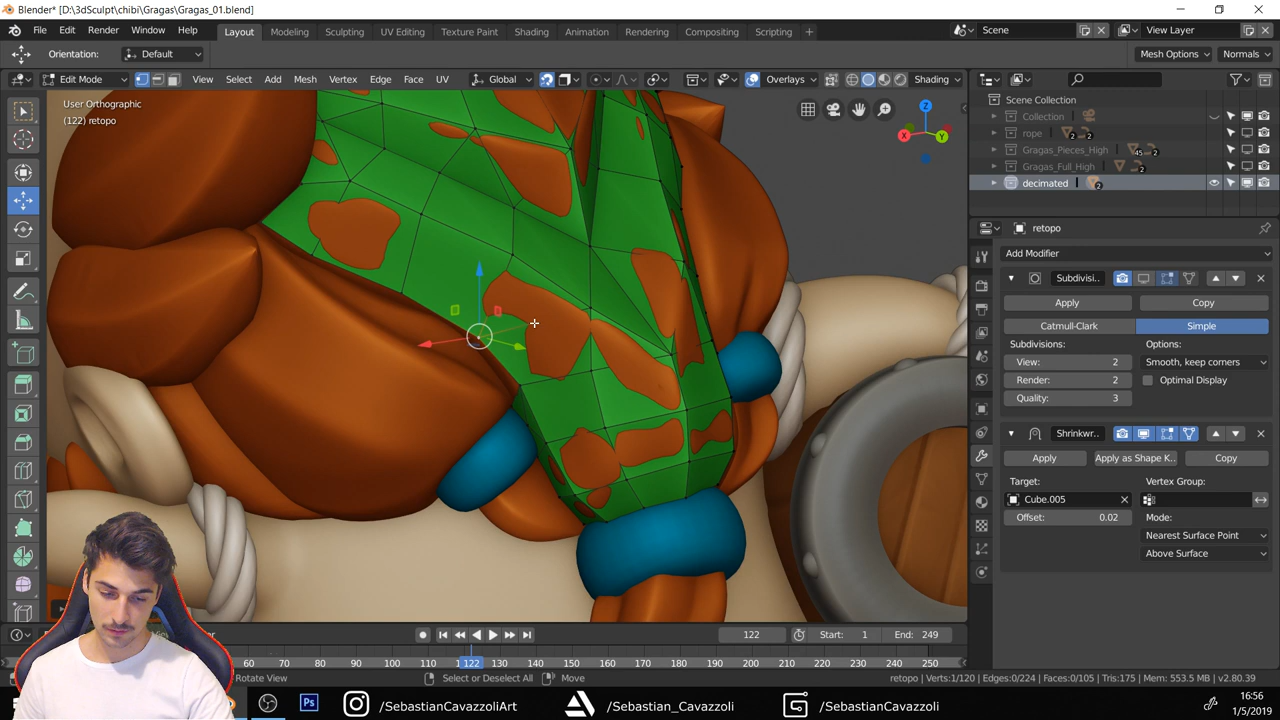 Blender* [D:\3dSculpt\chibi\Gragas\Gragas_01.blend]
File Edit Render Window Help Layout Modeling Sculpting UV Editing Texture Paint Shading Animation Rendering Compositing Scripting + Scene View Layer
Orientation: Default Mesh Options Normals
Edit Mode View Select Add Mesh Vertex Edge Face UV Global Overlays Shading
User Orthographic
(122) retopo
Z
X
Y
Scene Collection
Collection
rope 2 2
Gragas_Pieces_High 45 2
Gragas_Full_High 2
decimated 2
retopo
Add Modifier
Subdivisi..
Apply Copy
Catmull-Clark Simple
Subdivisions: Options:
View: 2 Smooth, keep corners
Render: 2 Optimal Display
Quality: 3
Shrinkwr..
Apply Apply as Shape K.. Copy
Target: Vertex Group:
Cube.005
Offset: 0.02 Mode:
Nearest Surface Point
Above Surface
122 Start: 1 End: 249
60 70 80 90 100 110 122 130 140 150 160 170 180 190 200 210 220 230 240 250
Rotate View Select or Deselect All Move retopo | Verts:1/120 | Edges:0/224 | Faces:0/105 | Tris:175 | Mem: 553.5 MB | v2.80.39
Ps /SebastianCavazzoliArt /Sebastian_Cavazzoli /SebastianCavazzoli
16:56
1/5/2019